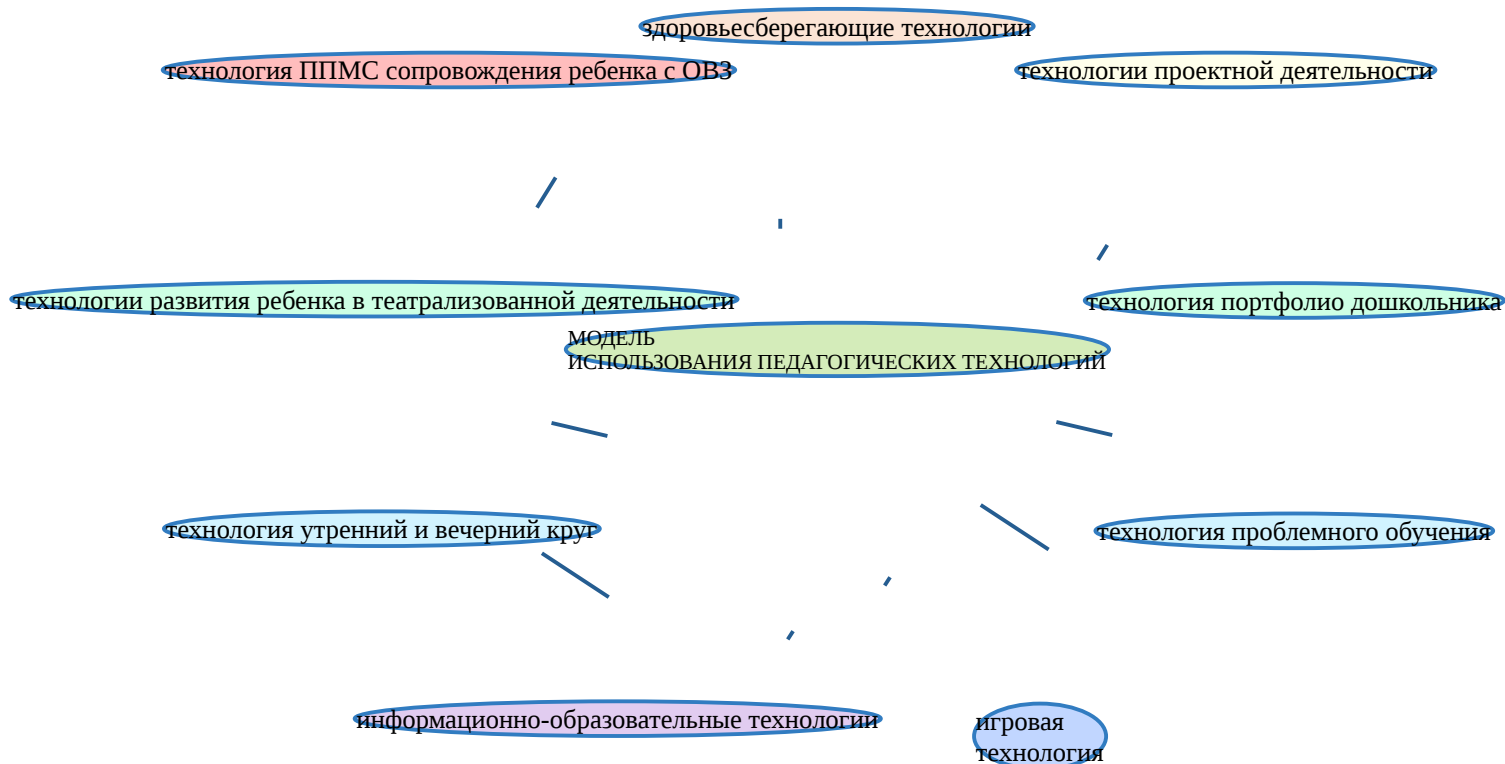 здоровьесберегающие технологии
технология ППМС сопровождения ребенка с ОВЗ
технологии проектной деятельности
технологии развития ребенка в театрализованной деятельности
технология портфолио дошкольника
МОДЕЛЬ
ИСПОЛЬЗОВАНИЯ ПЕДАГОГИЧЕСКИХ ТЕХНОЛОГИЙ
технология утренний и вечерний круг
технология проблемного обучения
информационно-образовательные технологии
игровая
технология